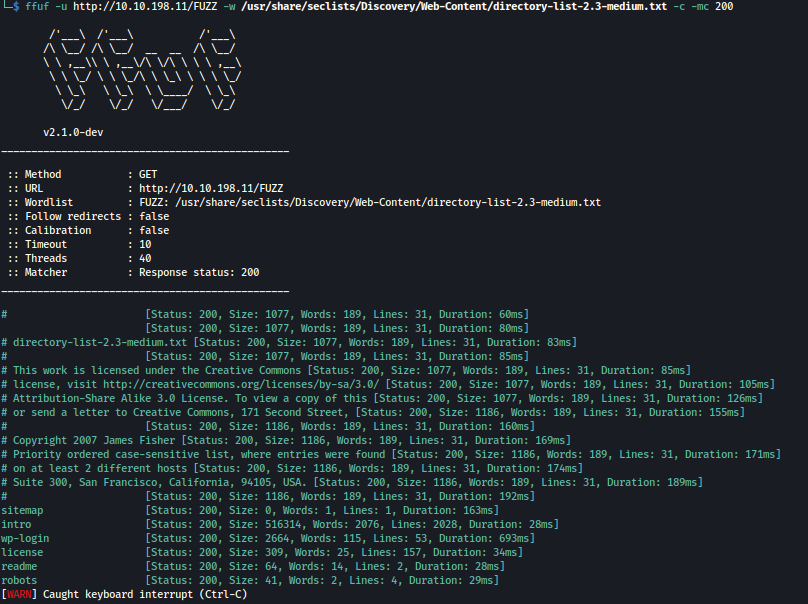 └─$ ffuf -u http://10.10.198.11/FUZZ -w /usr/share/seclists/Discovery/Web-Content/directory-list-2.3-medium.txt -c -mc 200
        /'___\  /'___\           /'___\
       /\ \__/ /\ \__/  __  __  /\ \__/
       \ \ ,__\\ \ ,__\/\ \/\ \ \ \ ,__\
        \ \ \_/ \ \ \_/\ \ \_\ \ \ \ \_/
         \ \_\   \ \_\  \ \____/  \ \_\
          \/_/    \/_/   \/___/    \/_/
       v2.1.0-dev
________________________________________________
 :: Method           : GET
 :: URL              : http://10.10.198.11/FUZZ
 :: Wordlist         : FUZZ: /usr/share/seclists/Discovery/Web-Content/directory-list-2.3-medium.txt
 :: Follow redirects : false
 :: Calibration      : false
 :: Timeout          : 10
 :: Threads          : 40
 :: Matcher          : Response status: 200
________________________________________________
#                       [Status: 200, Size: 1077, Words: 189, Lines: 31, Duration: 60ms]
                        [Status: 200, Size: 1077, Words: 189, Lines: 31, Duration: 80ms]
# directory-list-2.3-medium.txt [Status: 200, Size: 1077, Words: 189, Lines: 31, Duration: 83ms]
#                       [Status: 200, Size: 1077, Words: 189, Lines: 31, Duration: 85ms]
# This work is licensed under the Creative Commons [Status: 200, Size: 1077, Words: 189, Lines: 31, Duration: 85ms]
# license, visit http://creativecommons.org/licenses/by-sa/3.0/ [Status: 200, Size: 1077, Words: 189, Lines: 31, Duration: 105ms]
# Attribution-Share Alike 3.0 License. To view a copy of this [Status: 200, Size: 1077, Words: 189, Lines: 31, Duration: 126ms]
# or send a letter to Creative Commons, 171 Second Street, [Status: 200, Size: 1186, Words: 189, Lines: 31, Duration: 155ms]
#                       [Status: 200, Size: 1186, Words: 189, Lines: 31, Duration: 160ms]
# Copyright 2007 James Fisher [Status: 200, Size: 1186, Words: 189, Lines: 31, Duration: 169ms]
# Priority ordered case-sensitive list, where entries were found [Status: 200, Size: 1186, Words: 189, Lines: 31, Duration: 171ms]
# on at least 2 different hosts [Status: 200, Size: 1186, Words: 189, Lines: 31, Duration: 174ms]
# Suite 300, San Francisco, California, 94105, USA. [Status: 200, Size: 1186, Words: 189, Lines: 31, Duration: 189ms]
#                       [Status: 200, Size: 1186, Words: 189, Lines: 31, Duration: 192ms]
sitemap                 [Status: 200, Size: 0, Words: 1, Lines: 1, Duration: 163ms]
intro                   [Status: 200, Size: 516314, Words: 2076, Lines: 2028, Duration: 28ms]
wp-login                [Status: 200, Size: 2664, Words: 115, Lines: 53, Duration: 693ms]
license                 [Status: 200, Size: 309, Words: 25, Lines: 157, Duration: 34ms]
readme                  [Status: 200, Size: 64, Words: 14, Lines: 2, Duration: 28ms]
robots                  [Status: 200, Size: 41, Words: 2, Lines: 4, Duration: 29ms]
[WARN] Caught keyboard interrupt (Ctrl-C)